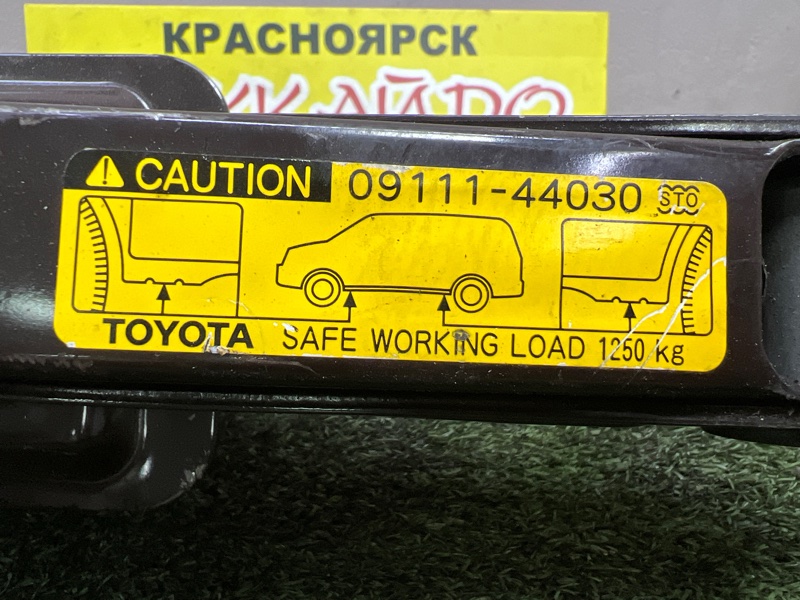 КРАСНОЯРСК
CAUTION 09111-44030 STO
TOYOTA SAFE WORKING LOAD 1250 kg